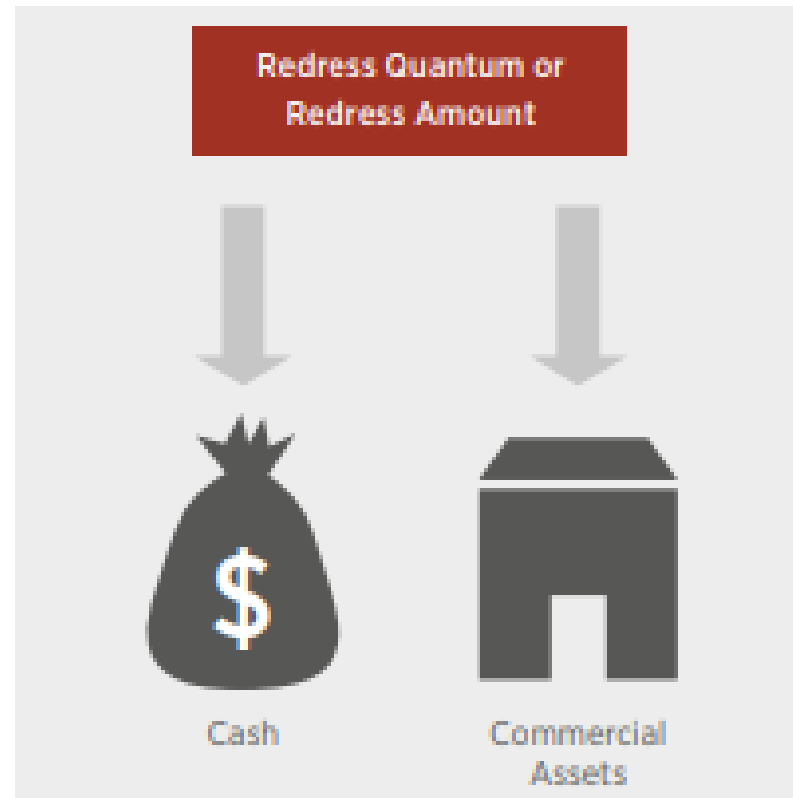 Redress Quantum or
Redress Amount
$
Cash
Commercial
Assets